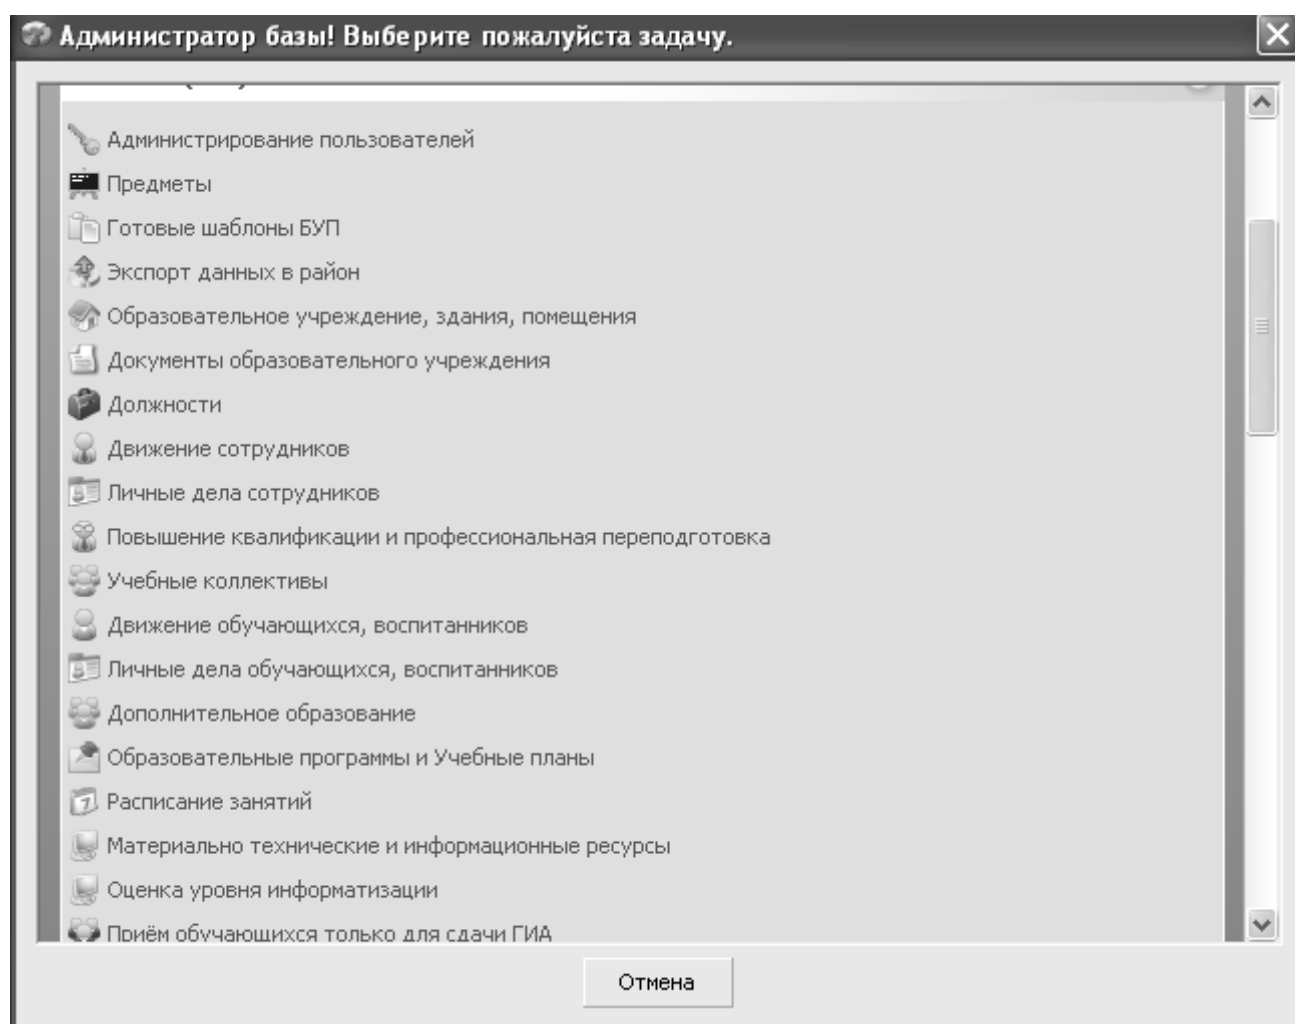 Администратор базы! Выберите пожалуйста задачу.
Администрирование пользователей
Предметы
Готовые шаблоны БУП
Экспорт данных в район
Образовательное учреждение, здания, помещения
Документы образовательного учреждения
Должности
Движение сотрудников
Личные дела сотрудников
Повышение квалификации и профессиональная переподготовка
Учебные коллективы
Движение обучающихся, воспитанников
Личные дела обучающихся, воспитанников
Дополнительное образование
Образовательные программы и Учебные планы
Расписание занятий
Материально технические и информационные ресурсы
Оценка уровня информатизации
Приём обучающихся только для сдачи ГИА
Отмена